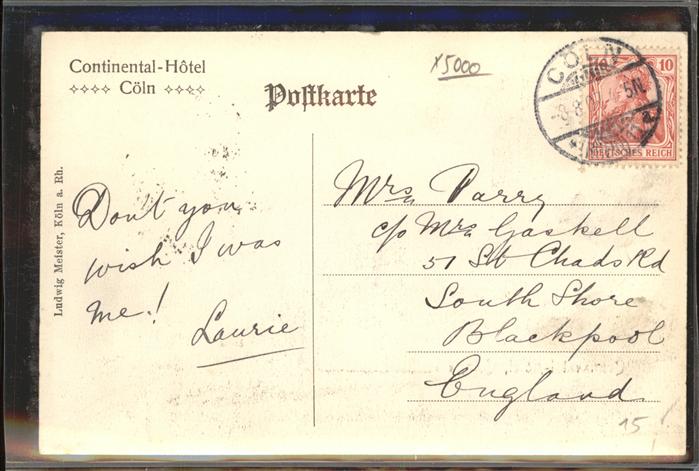 Continental-Hôtel
Cöln
Postkarte
x5000
CÖLN
10
DEUTSCHES REICH
Ludwig Meister, Köln a. Rh.
Don't you
wish I was
me!
Laurie
Mrs Parry
c/o Mrs Gaskell
51 St Chads Rd
South Shore
Blackpool
England
15